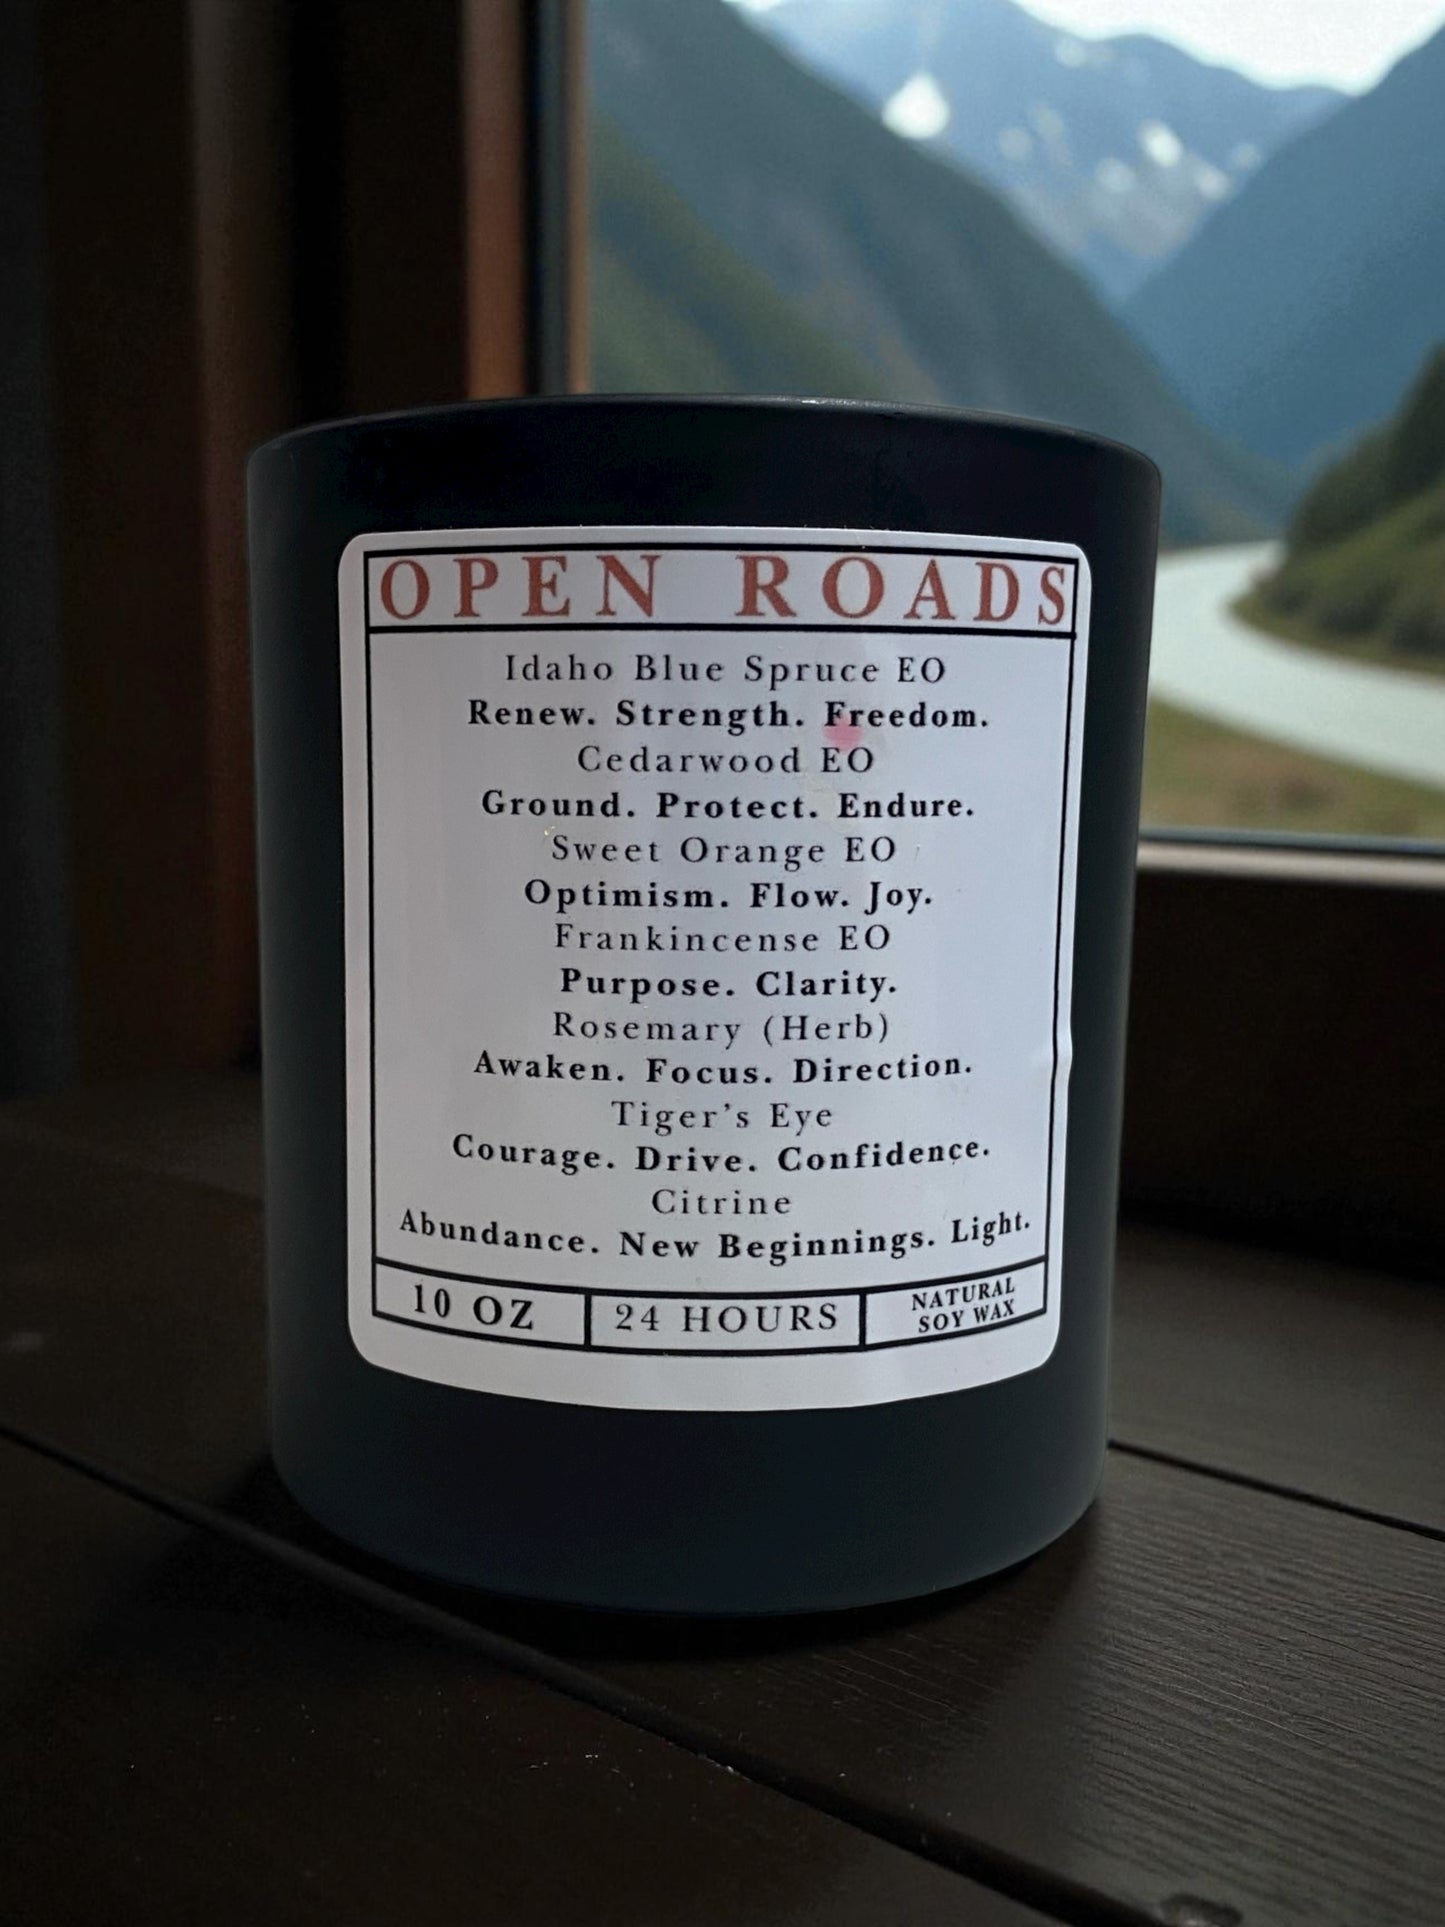 OPEN ROADS
Idaho Blue Spruce EO
Renew. Strength. Freedom.
Cedarwood EO
Ground. Protect. Endure.
Sweet Orange EO
Optimism. Flow. Joy.
Frankincense EO
Purpose. Clarity.
Rosemary (Herb)
Awaken. Focus. Direction.
Tiger's Eye
Courage. Drive. Confidence.
Citrine
Abundance. New Beginnings. Light.
10 OZ
24 HOURS
NATURAL
SOY WAX